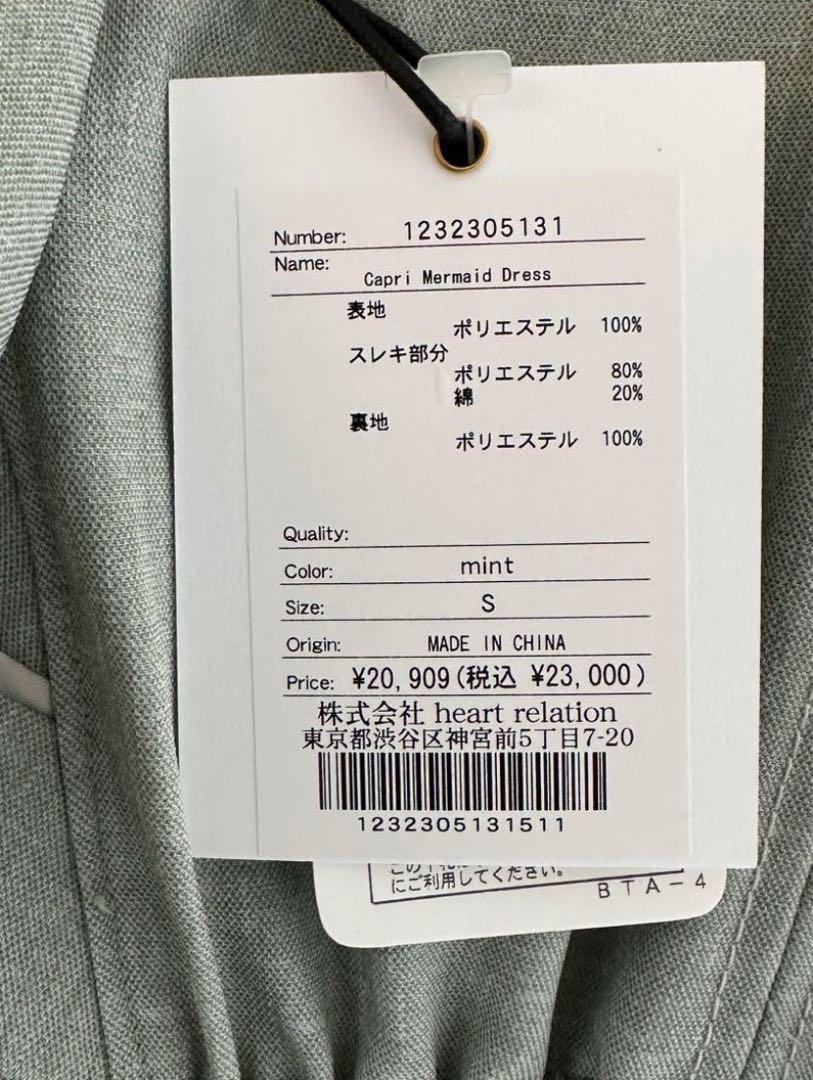 Number: 1232305131
Name: Capri Mermaid Dress
表地
ポリエステル 100%
スレキ部分
ポリエステル 80%
綿 20%
裏地
ポリエステル 100%
Quality:
Color: mint
Size: S
Origin: MADE IN CHINA
Price: ¥20,909(税込 ¥23,000)
株式会社 heart relation
東京都渋谷区神宮前5丁目7-20
1232305131511
にご利用してください。
BTA-4